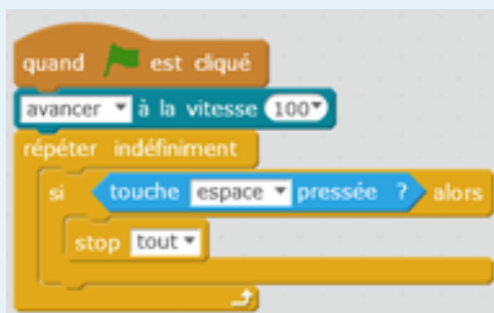 quand est cliqué
avancer à la vitesse 100
répéter indéfiniment
si touche espace pressée ? alors
stop tout